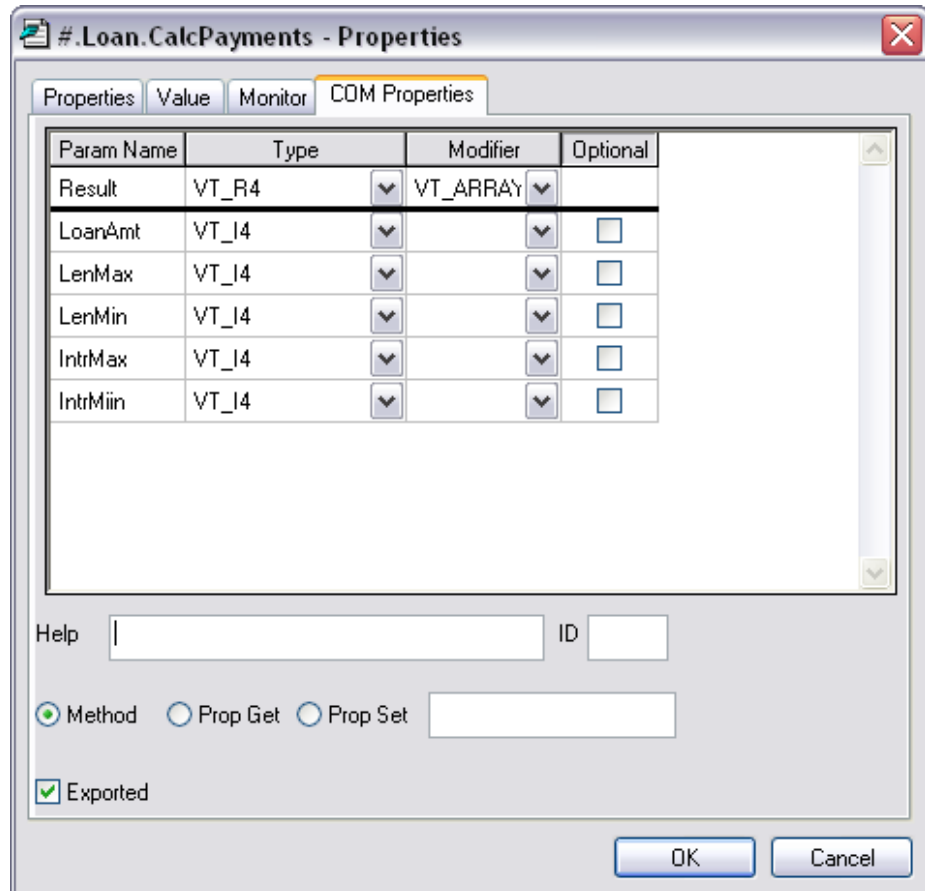 #.Loan.CalcPayments - Properties
Properties Value Monitor COM Properties
Param Name Type Modifier Optional
Result VT_R4 VT_ARRAY
LoanAmt VT_I4
LenMax VT_I4
LenMin VT_I4
IntrMax VT_I4
IntrMiin VT_I4
Help ID
Method Prop Get Prop Set
Exported
OK Cancel